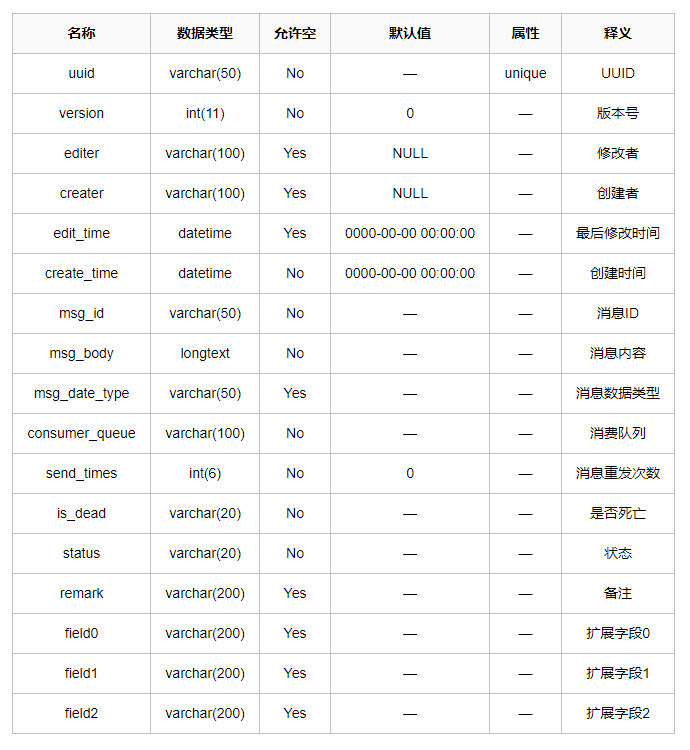 名称 数据类型 允许空 默认值 属性 释义
uuid varchar(50) No — unique UUID
version int(11) No 0 — 版本号
editer varchar(100) Yes NULL — 修改者
creater varchar(100) Yes NULL — 创建者
edit_time datetime Yes 0000-00-00 00:00:00 — 最后修改时间
create_time datetime No 0000-00-00 00:00:00 — 创建时间
msg_id varchar(50) No — — 消息ID
msg_body longtext No — — 消息内容
msg_date_type varchar(50) Yes — — 消息数据类型
consumer_queue varchar(100) No — — 消费队列
send_times int(6) No 0 — 消息重发次数
is_dead varchar(20) No — — 是否死亡
status varchar(20) No — — 状态
remark varchar(200) Yes — — 备注
field0 varchar(200) Yes — — 扩展字段0
field1 varchar(200) Yes — — 扩展字段1
field2 varchar(200) Yes — — 扩展字段2